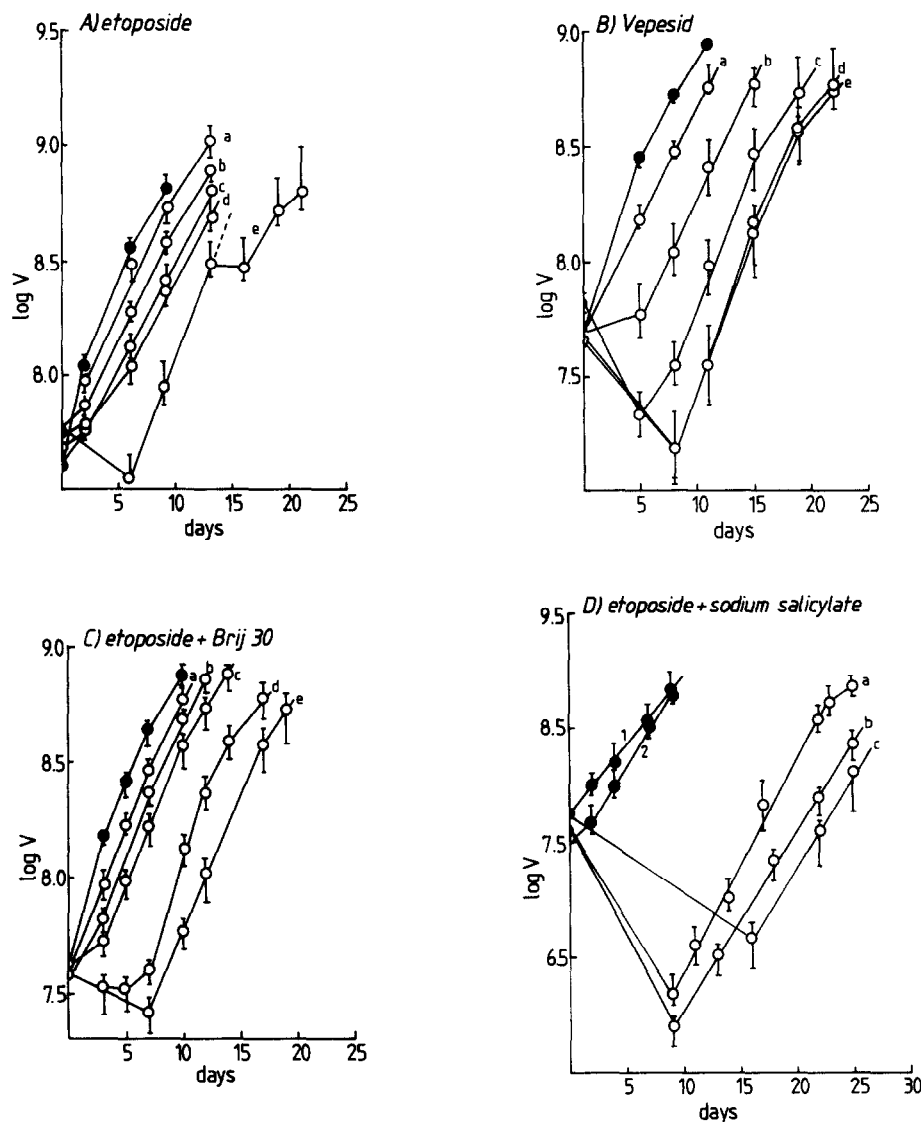 A) etoposide
9.5
9.0
8.5
8.0
log V
a
b
c
d
e
5 10 15 20 25
days
B) Vepesid
9.0
8.5
8.0
7.5
log V
a
b
c
d
e
5 10 15 20 25
days
C) etoposide + Brij 30
9.0
8.5
8.0
7.5
log V
a
b
c
d
e
5 10 15 20 25
days
D) etoposide + sodium salicylate
9.5
8.5
7.5
6.5
log V
1
2
a
b
c
5 10 15 20 25 30
days